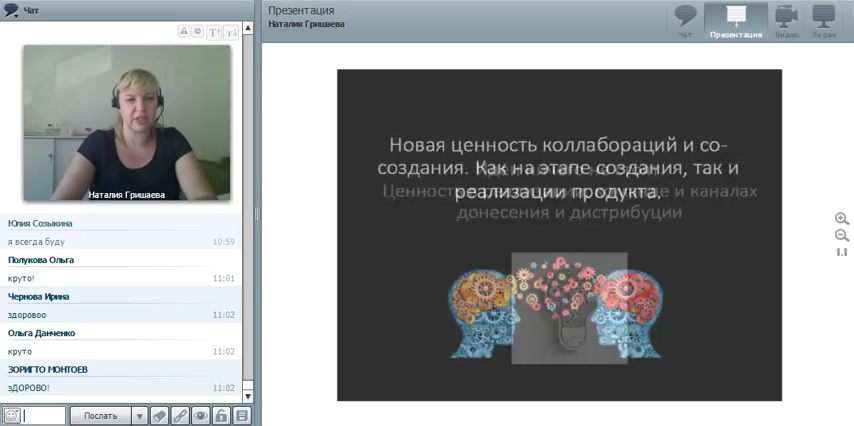 Чат
Наталия Гришаева
Юлия Созыкина
я всегда буду
10:59
Полукова Ольга
круто!
11:01
Чернова Ирина
здоровоо
11:02
Ольга Данченко
круто
11:02
ЗОРИГТО МОНТОЕВ
зДОРОВО!
11:02
Послать
Презентация
Наталия Гришаева
Чат
Презентация
Видео
Экран
Новая ценность коллабораций и со-
создания. Как на этапе создания, так и
реализации продукта.
Ценность и каналах
донесения и дистрибуции
1.1